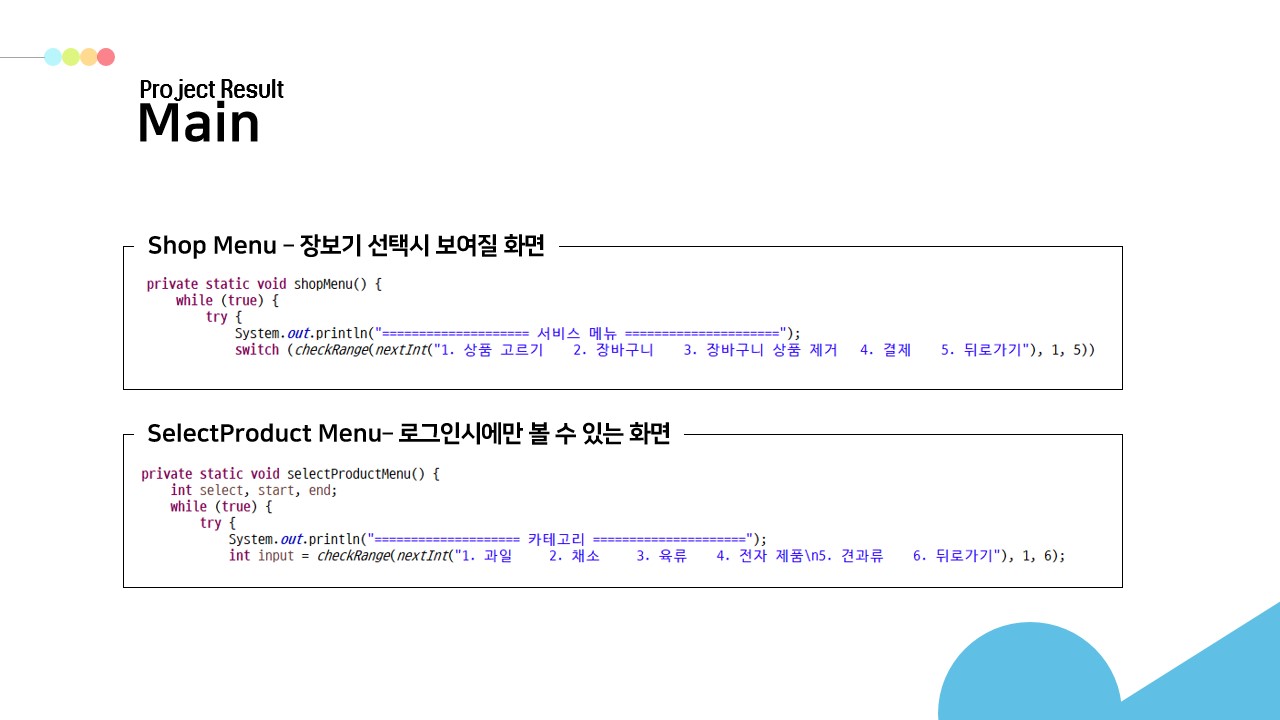 Project Result
Main
Shop Menu – 장보기 선택시 보여질 화면
private static void shopMenu() {
while (true) {
try {
System.out.println("==================== 서비스 메뉴 =====================");
switch (checkRange(nextInt("1. 상품 고르기    2. 장바구니    3. 장바구니 상품 제거   4. 결제    5. 뒤로가기"), 1, 5))
SelectProduct Menu– 로그인시에만 볼 수 있는 화면
private static void selectProductMenu() {
int select, start, end;
while (true) {
try {
System.out.println("==================== 카테고리 =====================");
int input = checkRange(nextInt("1. 과일     2. 채소     3. 육류    4. 전자 제품\n5. 견과류    6. 뒤로가기"), 1, 6);